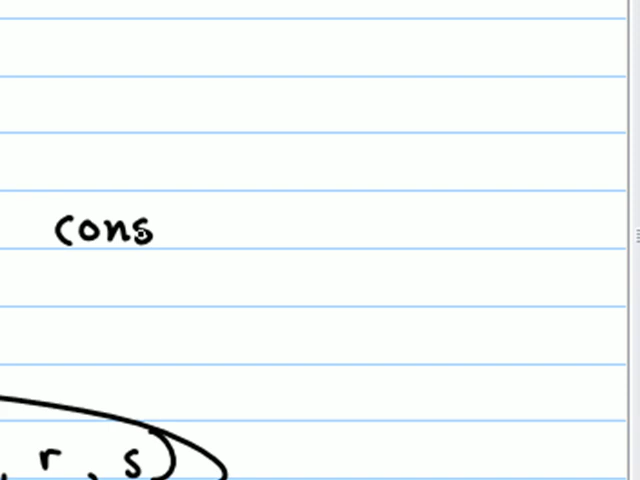 cons
, r , s)